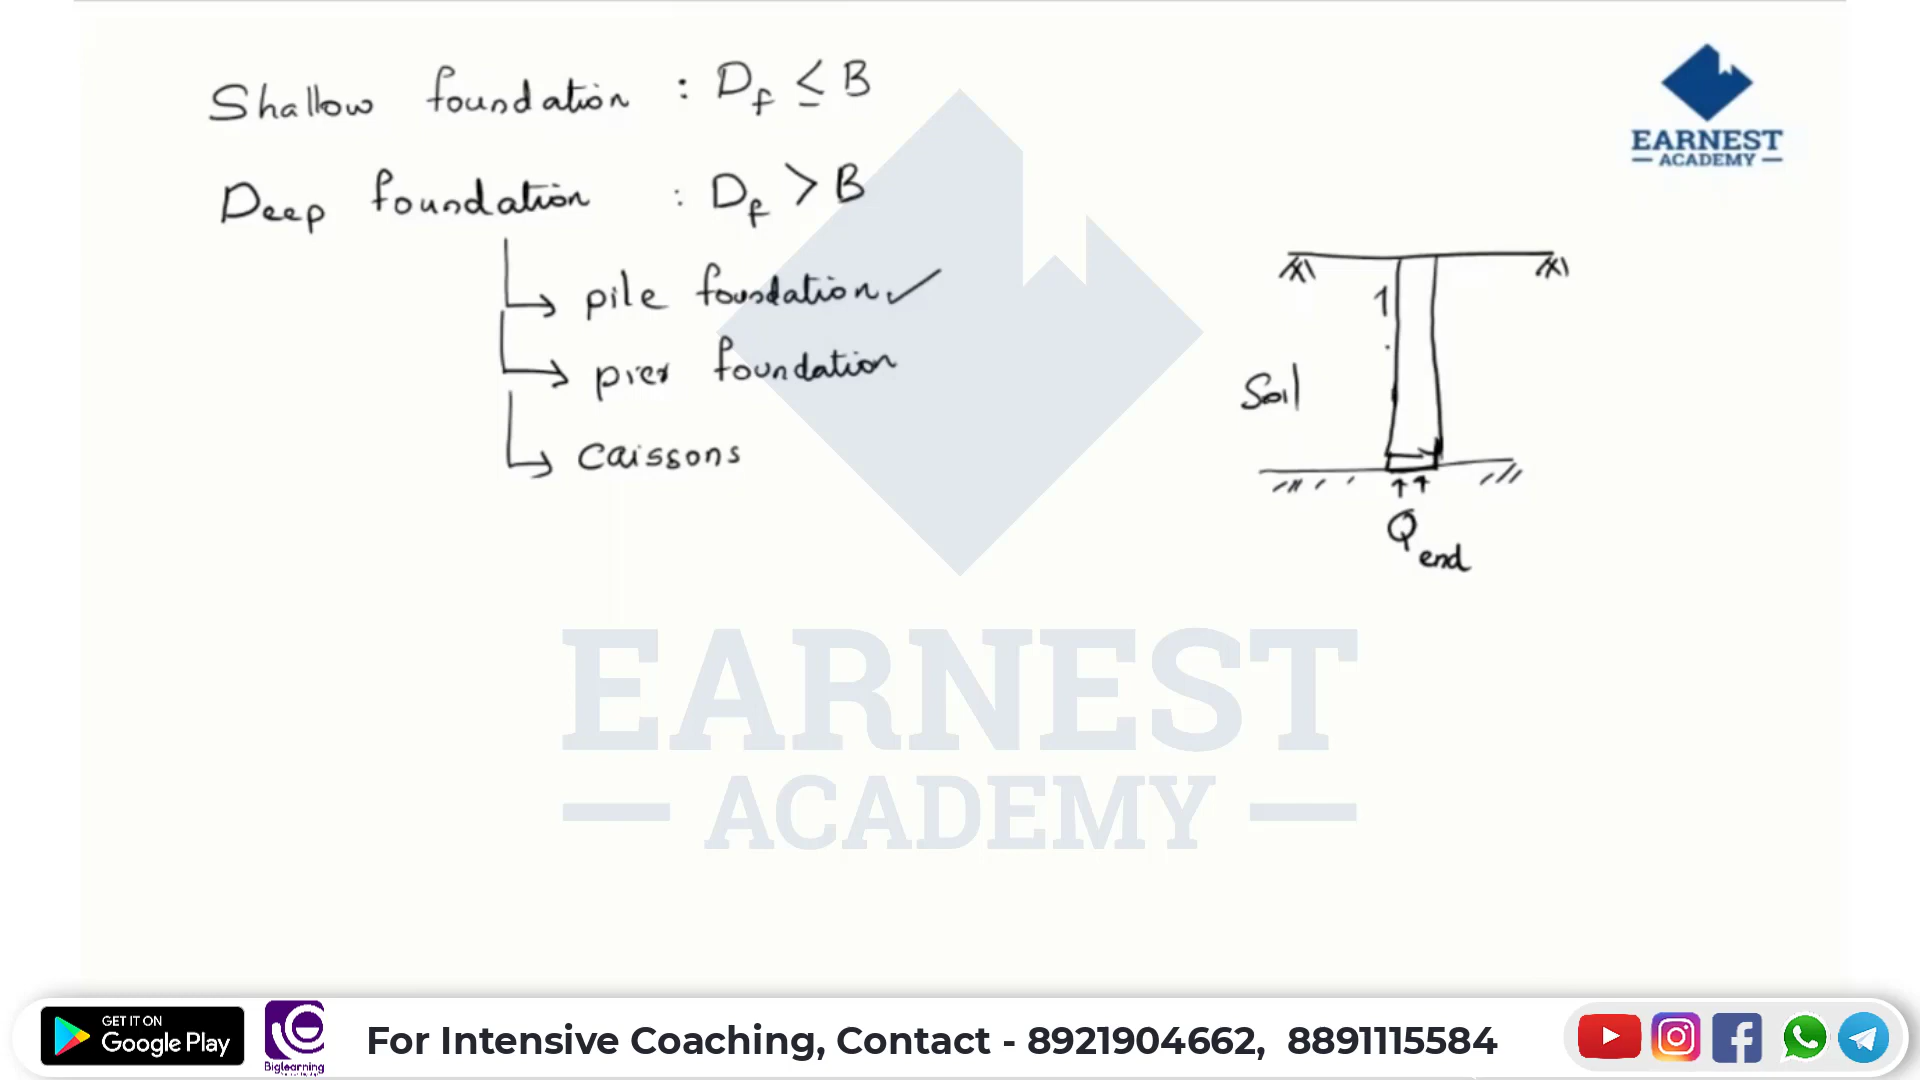 Shallow foundation : Df ≤ B
Deep foundation : Df > B
pile foundation ✓
pier foundation
caissons
Soil
1
Qend
EARNEST
ACADEMY
EARNEST
ACADEMY
GET IT ON
Google Play
Biglearning
For Intensive Coaching, Contact - 8921904662, 8891115584